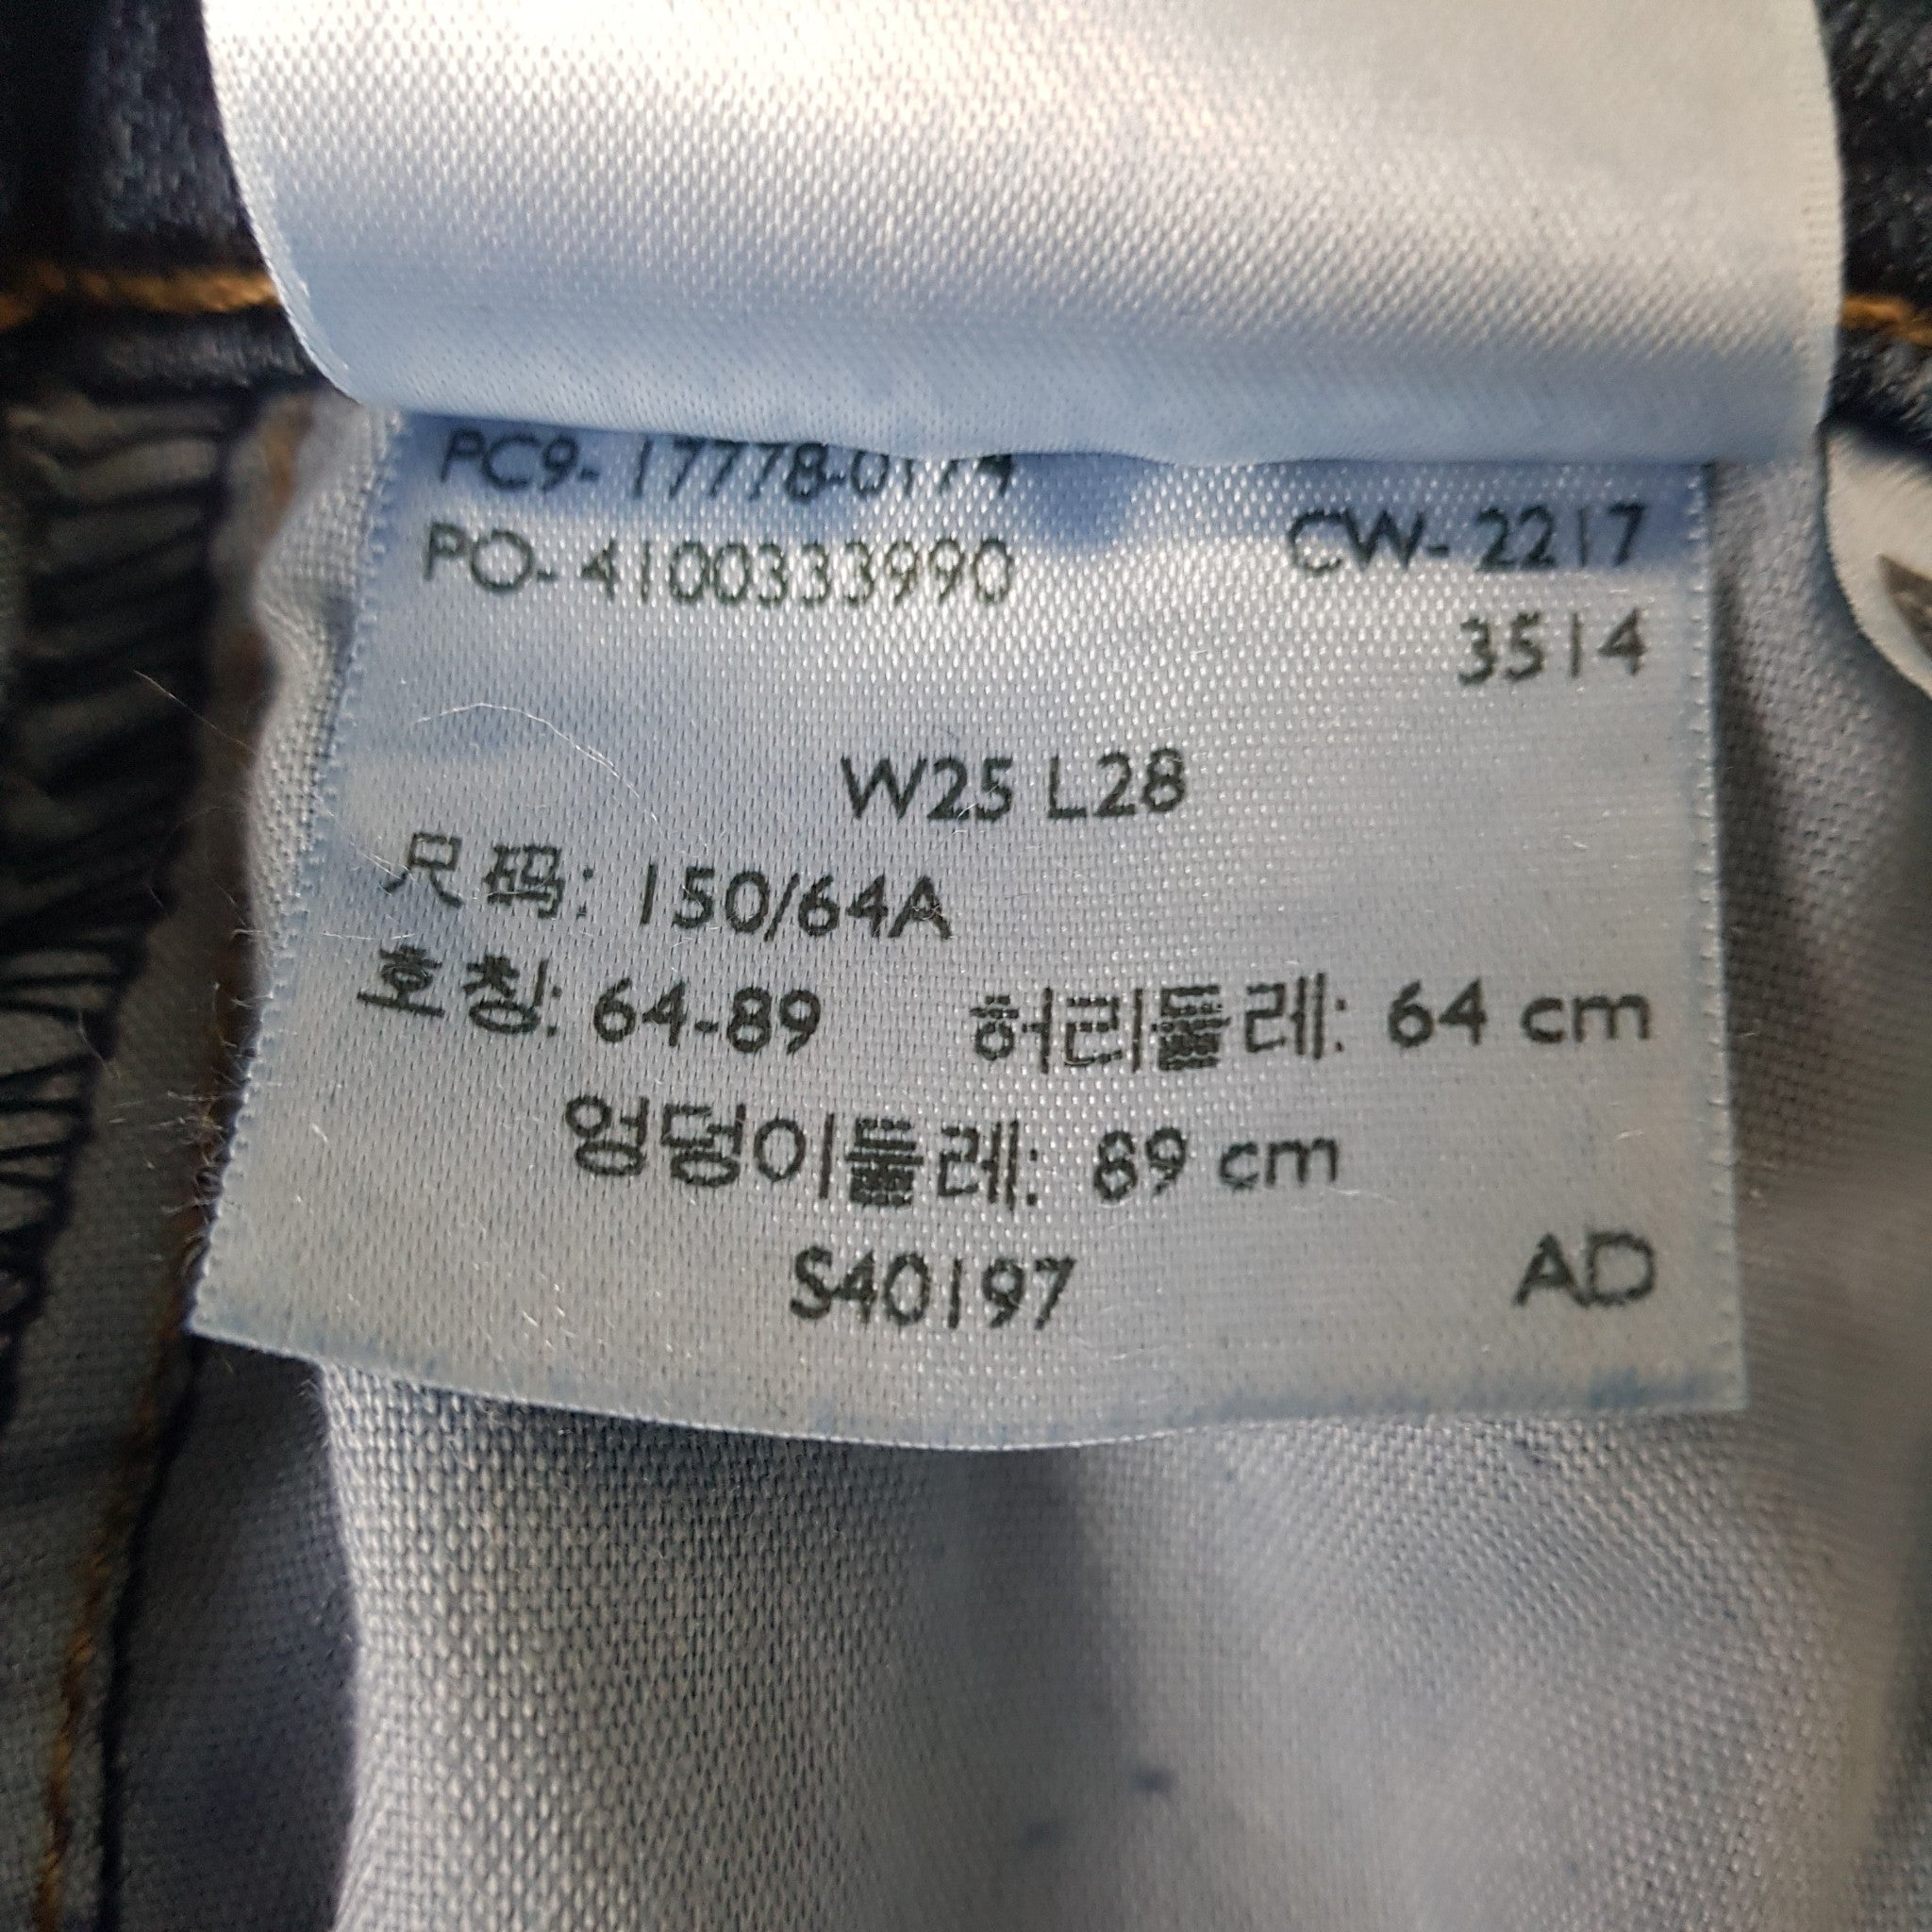 PC9-17778-0174
PO-4100333990 CW-2217
3514
W25 L28
尺码: 150/64A
호칭: 64-89 허리둘레: 64 cm
엉덩이둘레: 89 cm
S40197 AD